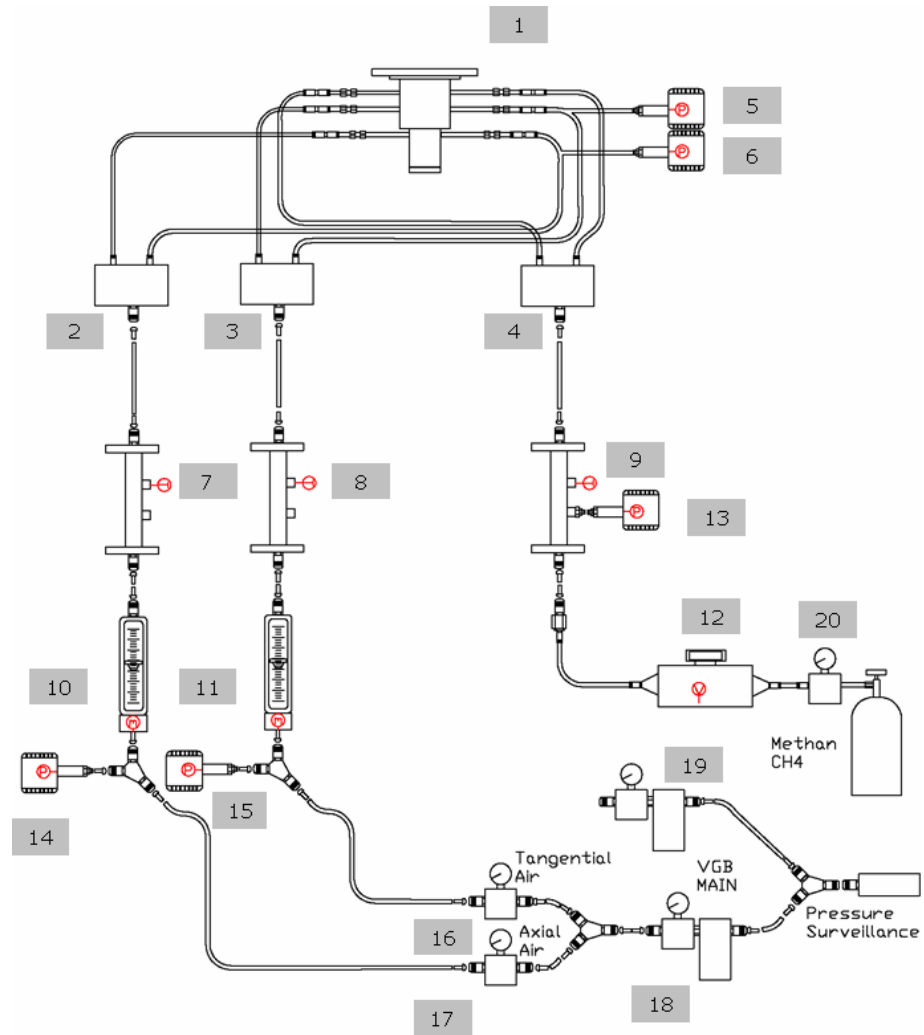 1
5
P
6
P
2
3
4
7
T
8
T
9
T
13
P
12
V
20
10
11
M
M
14
P
15
P
Methan
CH4
19
Tangential
Air
VGB
MAIN
16
Axial
Air
17
18
Pressure
Surveillance